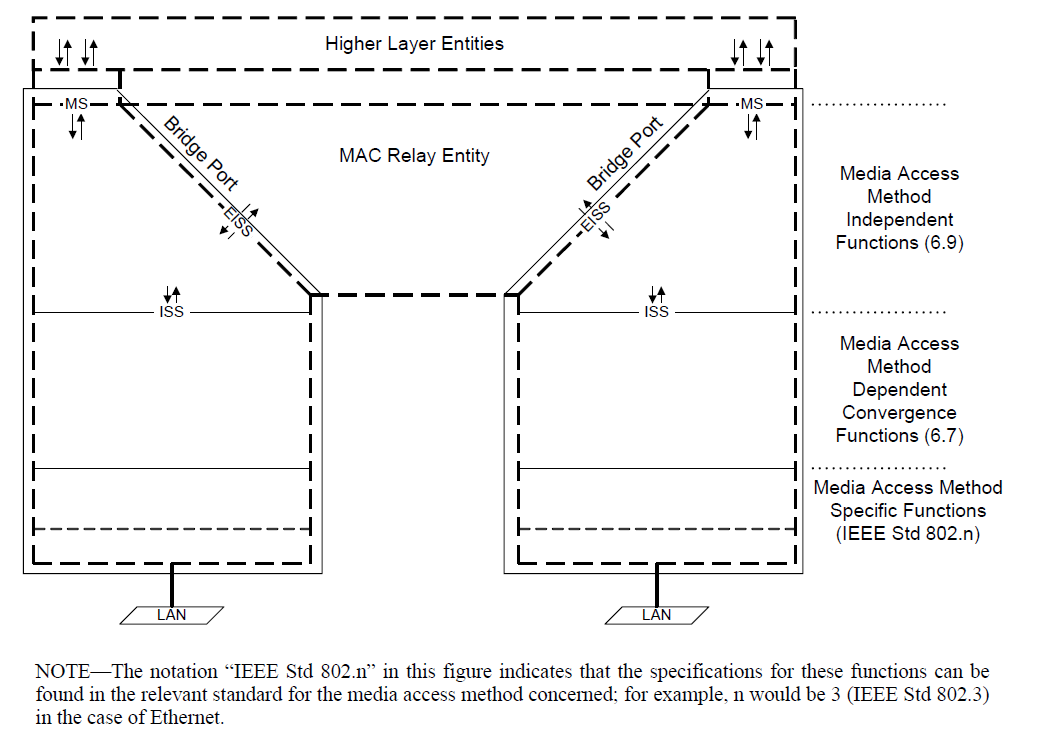 Higher Layer Entities
MS
MS
Bridge Port
MAC Relay Entity
Bridge Port
EISS
EISS
Media Access
Method
Independent
Functions (6.9)
ISS
ISS
Media Access
Method
Dependent
Convergence
Functions (6.7)
Media Access Method
Specific Functions
(IEEE Std 802.n)
LAN
LAN
NOTE—The notation “IEEE Std 802.n” in this figure indicates that the specifications for these functions can be
found in the relevant standard for the media access method concerned; for example, n would be 3 (IEEE Std 802.3)
in the case of Ethernet.